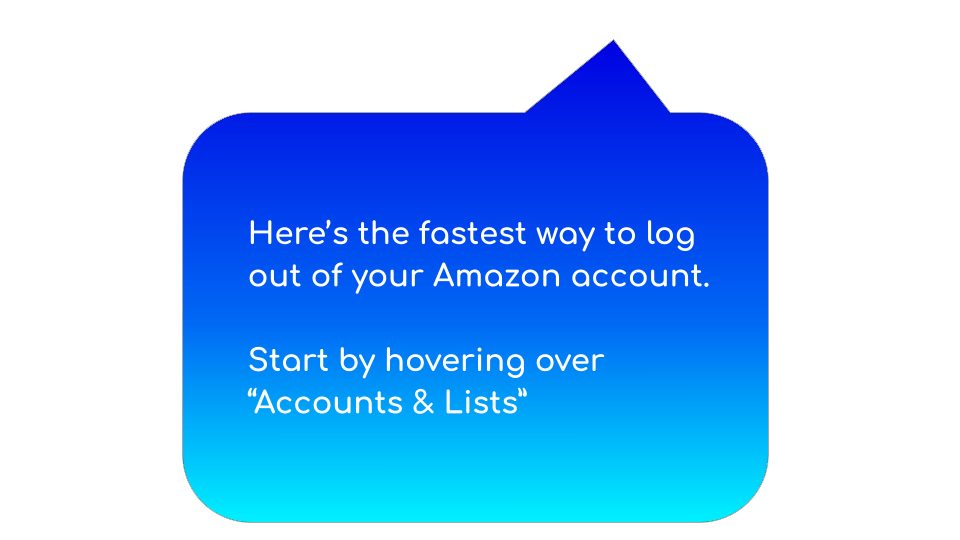 Here’s the fastest way to log
out of your Amazon account.
Start by hovering over
“Accounts & Lists”